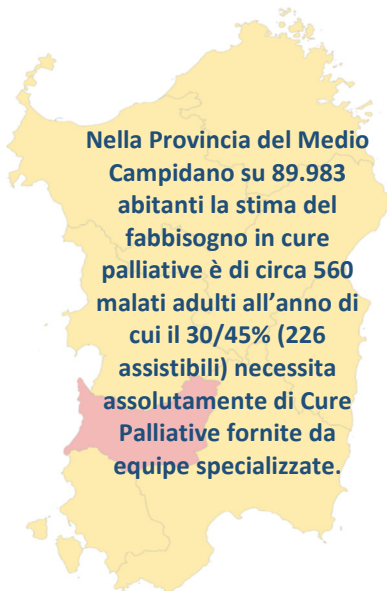 Nella Provincia del Medio
Campidano su 89.983
abitanti la stima del
fabbisogno in cure
palliative è di circa 560
malati adulti all’anno di
cui il 30/45% (226
assistibili) necessita
assolutamente di Cure
Palliative fornite da
equipe specializzate.